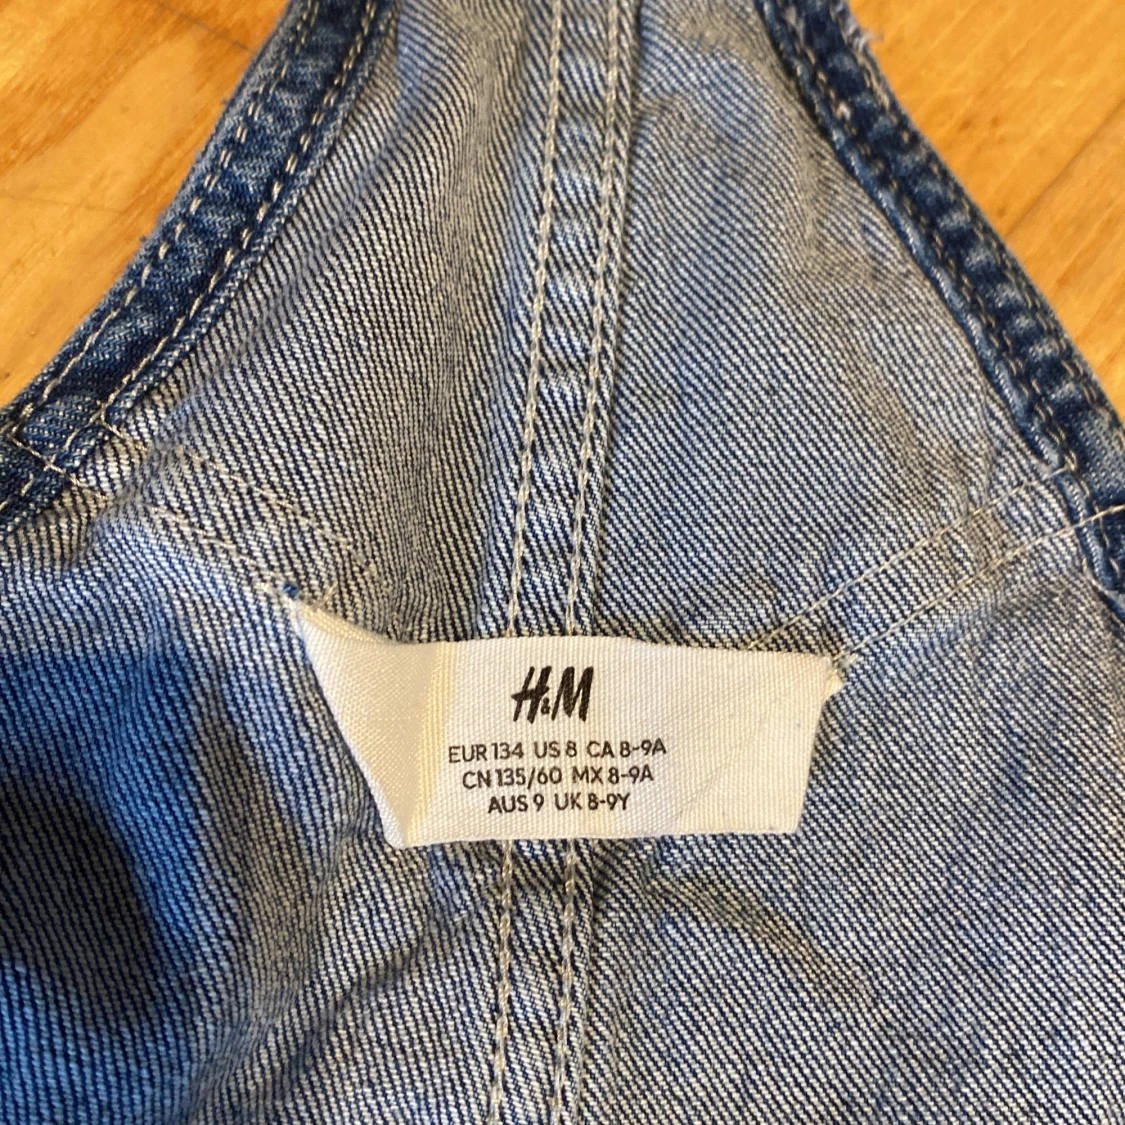 H&M
EUR 134 US 8 CA 8-9A
CN 135/60 MX 8-9A
AUS 9 UK 8-9Y